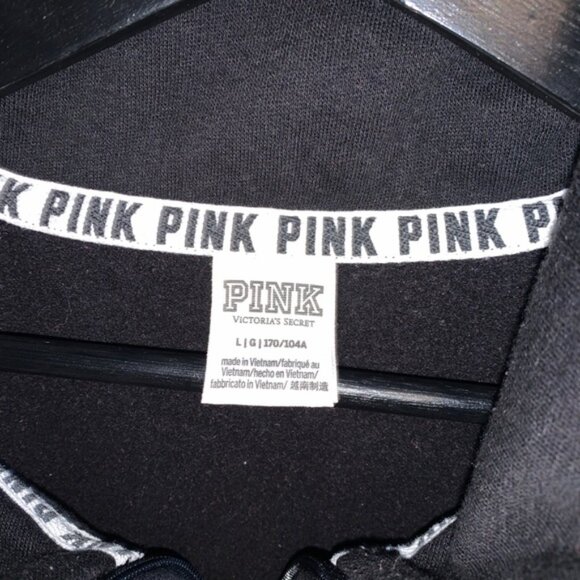 K PINK PINK PINK PINK P
PINK
VICTORIA'S SECRET
L | G | 170/104A
made in Vietnam/fabriqué au
Vietnam/hecho en Vietnam/
fabbricato in Vietnam/ 越南制造